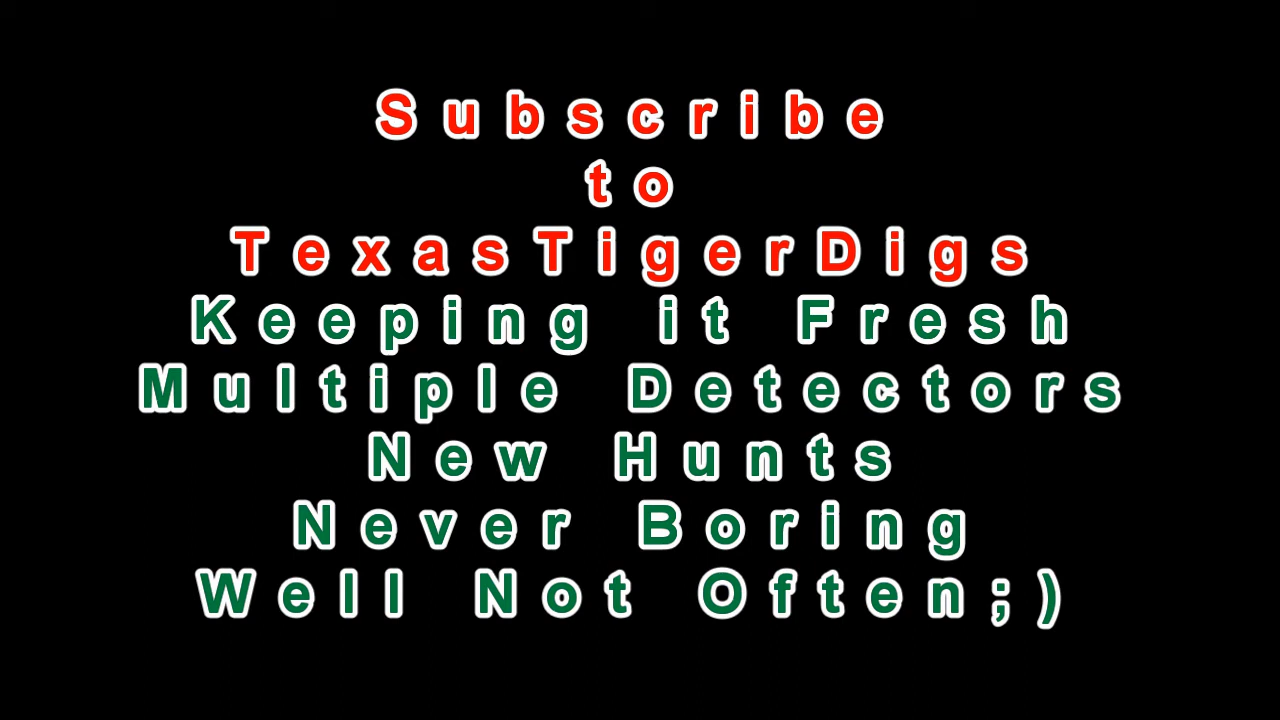 Subscribe
to
TexasTigerDigs
Keeping it Fresh
Multiple Detectors
New Hunts
Never Boring
Well Not Often;)